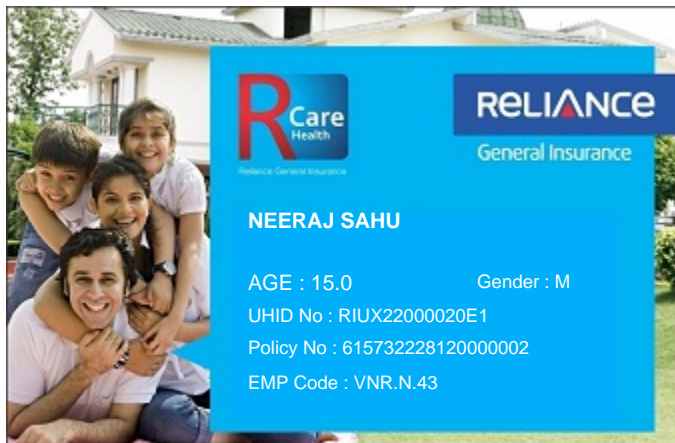 R Care
Health
Reliance General Insurance
RELIANCE
General Insurance
NEERAJ SAHU
AGE : 15.0 Gender : M
UHID No : RIUX22000020E1
Policy No : 615732228120000002
EMP Code : VNR.N.43